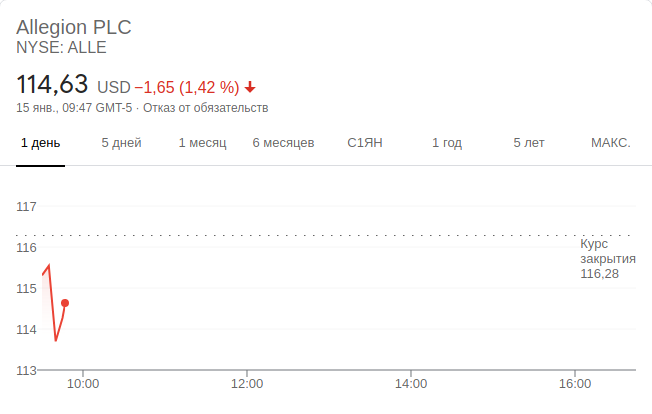 Allegion PLC
NYSE: ALLE
114,63 USD −1,65 (1,42 %)
15 янв., 09:47 GMT-5 · Отказ от обязательств
1 день 5 дней 1 месяц 6 месяцев С1ЯН 1 год 5 лет МАКС.
117
116
Курс
закрытия
116,28
115
114
113
10:00 12:00 14:00 16:00